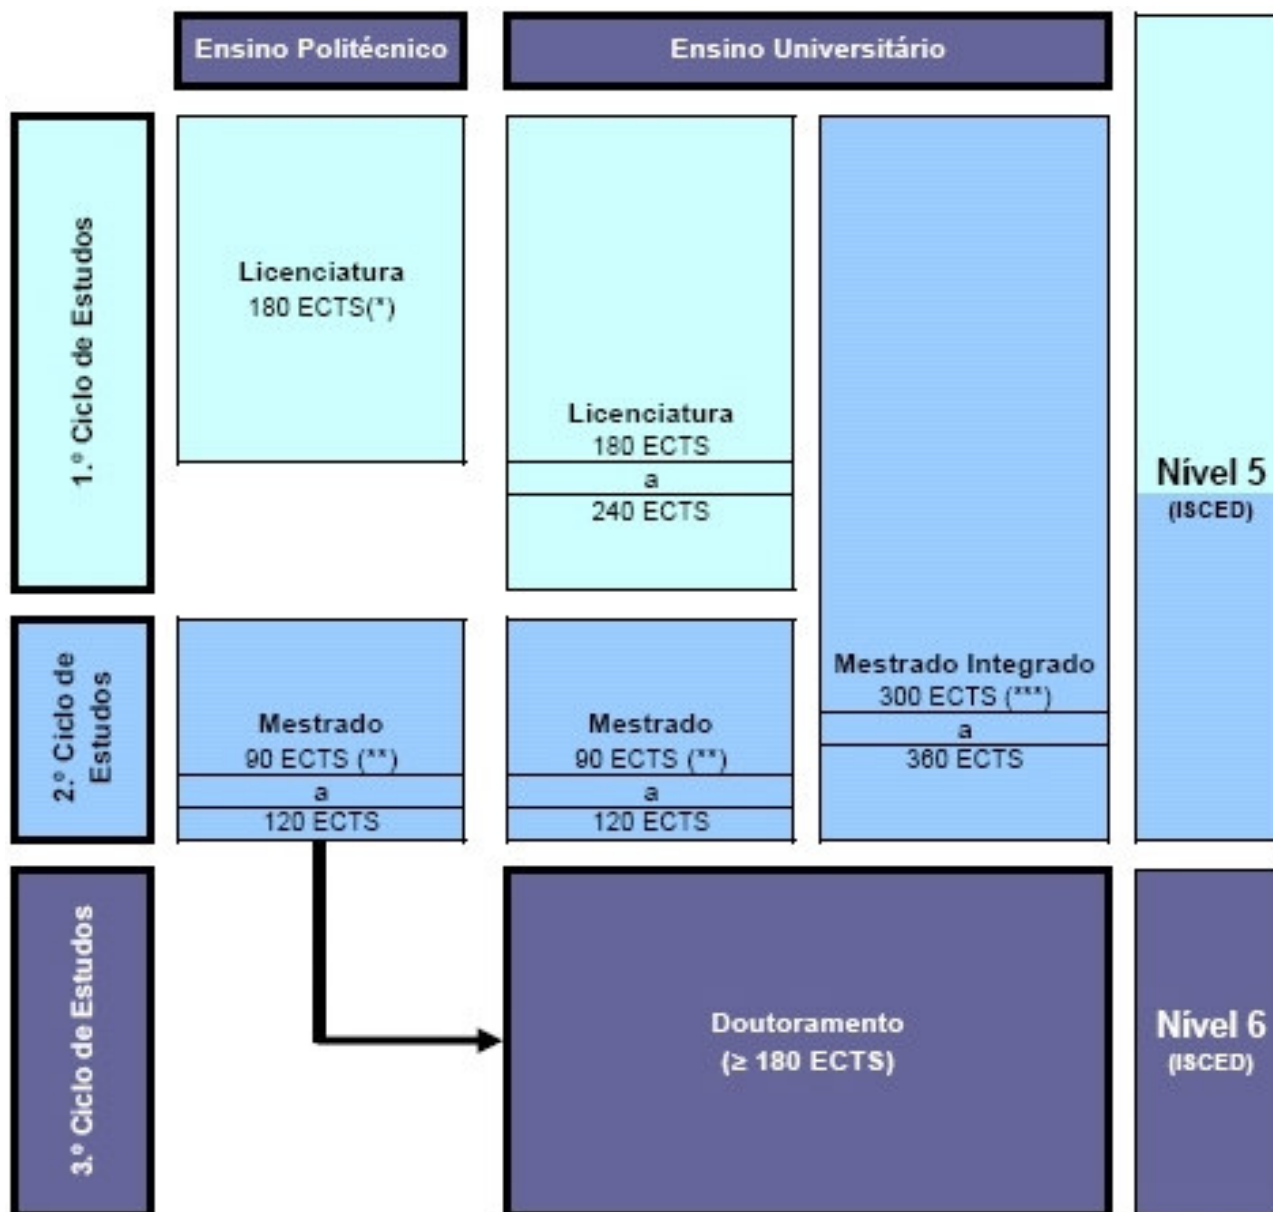 Ensino Politécnico
Ensino Universitário
1.º Ciclo de Estudos
Licenciatura
180 ECTS(*)
Licenciatura
180 ECTS
a
240 ECTS
Nível 5
(ISCED)
2.º Ciclo de
Estudos
Mestrado
90 ECTS (**)
a
120 ECTS
Mestrado
90 ECTS (**)
a
120 ECTS
Mestrado Integrado
300 ECTS (***)
a
360 ECTS
3.º Ciclo de Estudos
Doutoramento
(≥ 180 ECTS)
Nível 6
(ISCED)